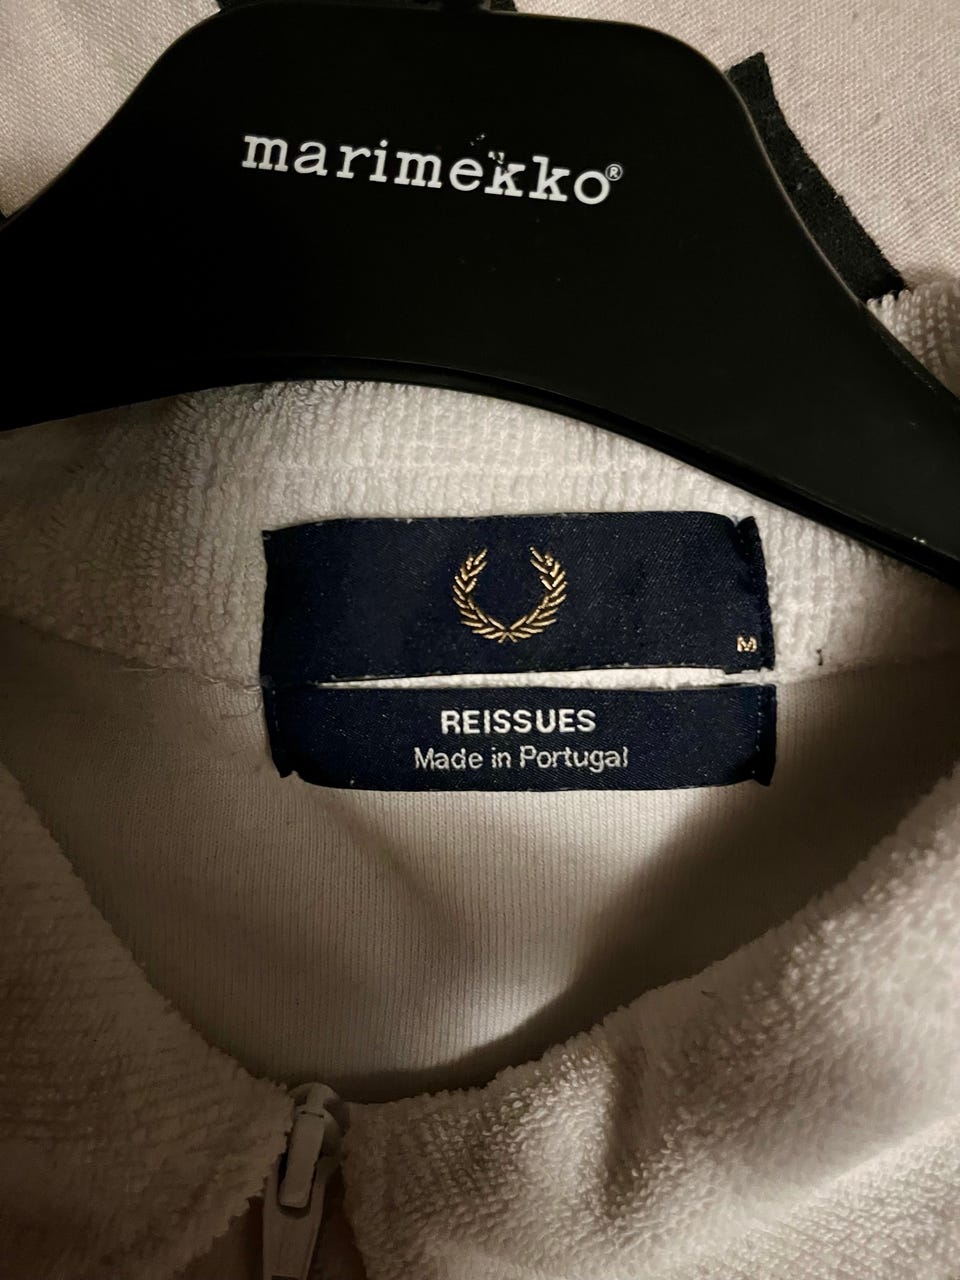 marimekko®
M
REISSUES
Made in Portugal